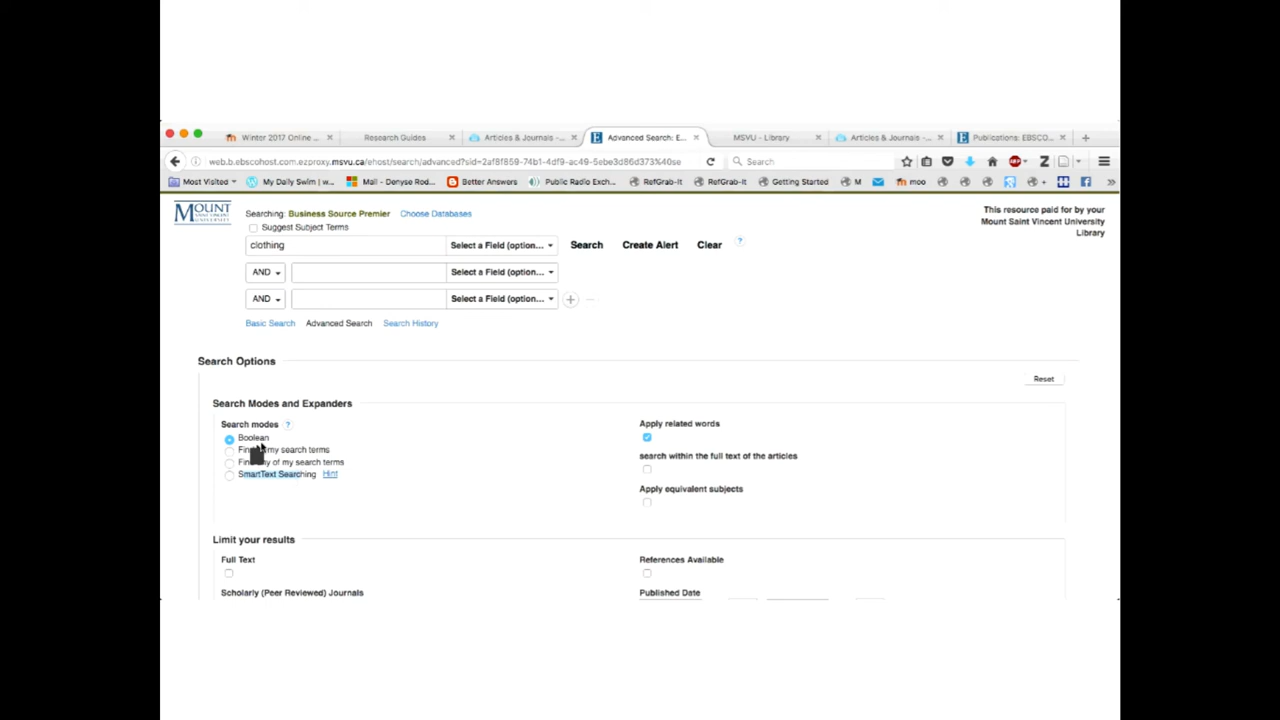 Winter 2017 Online ...
Research Guides
Articles & Journals - ...
Advanced Search: E...
MSVU - Library
Articles & Journals - ...
Publications: EBSCO...
web.b.ebscohost.com.ezproxy.msvu.ca/ehost/search/advanced?sid=2af8f859-74b1-4df9-ac49-5ebe3d86d373%40se
Search
Most Visited
My Daily Swim | w...
Mail - Denyse Rod...
Better Answers
Public Radio Exch...
RefGrab-It
RefGrab-It
Getting Started
M
moo
+
MOUNT
SAINT VINCENT
UNIVERSITY
Searching: Business Source Premier Choose Databases
Suggest Subject Terms
This resource paid for by your
Mount Saint Vincent University
Library
clothing Select a Field (option... Search Create Alert Clear
AND Select a Field (option...
AND Select a Field (option...
Basic Search Advanced Search Search History
Search Options
Reset
Search Modes and Expanders
Search modes
Boolean
my search terms
of my search terms
SmartText Searching Hint
Apply related words
search within the full text of the articles
Apply equivalent subjects
Limit your results
Full Text
References Available
Scholarly (Peer Reviewed) Journals
Published Date